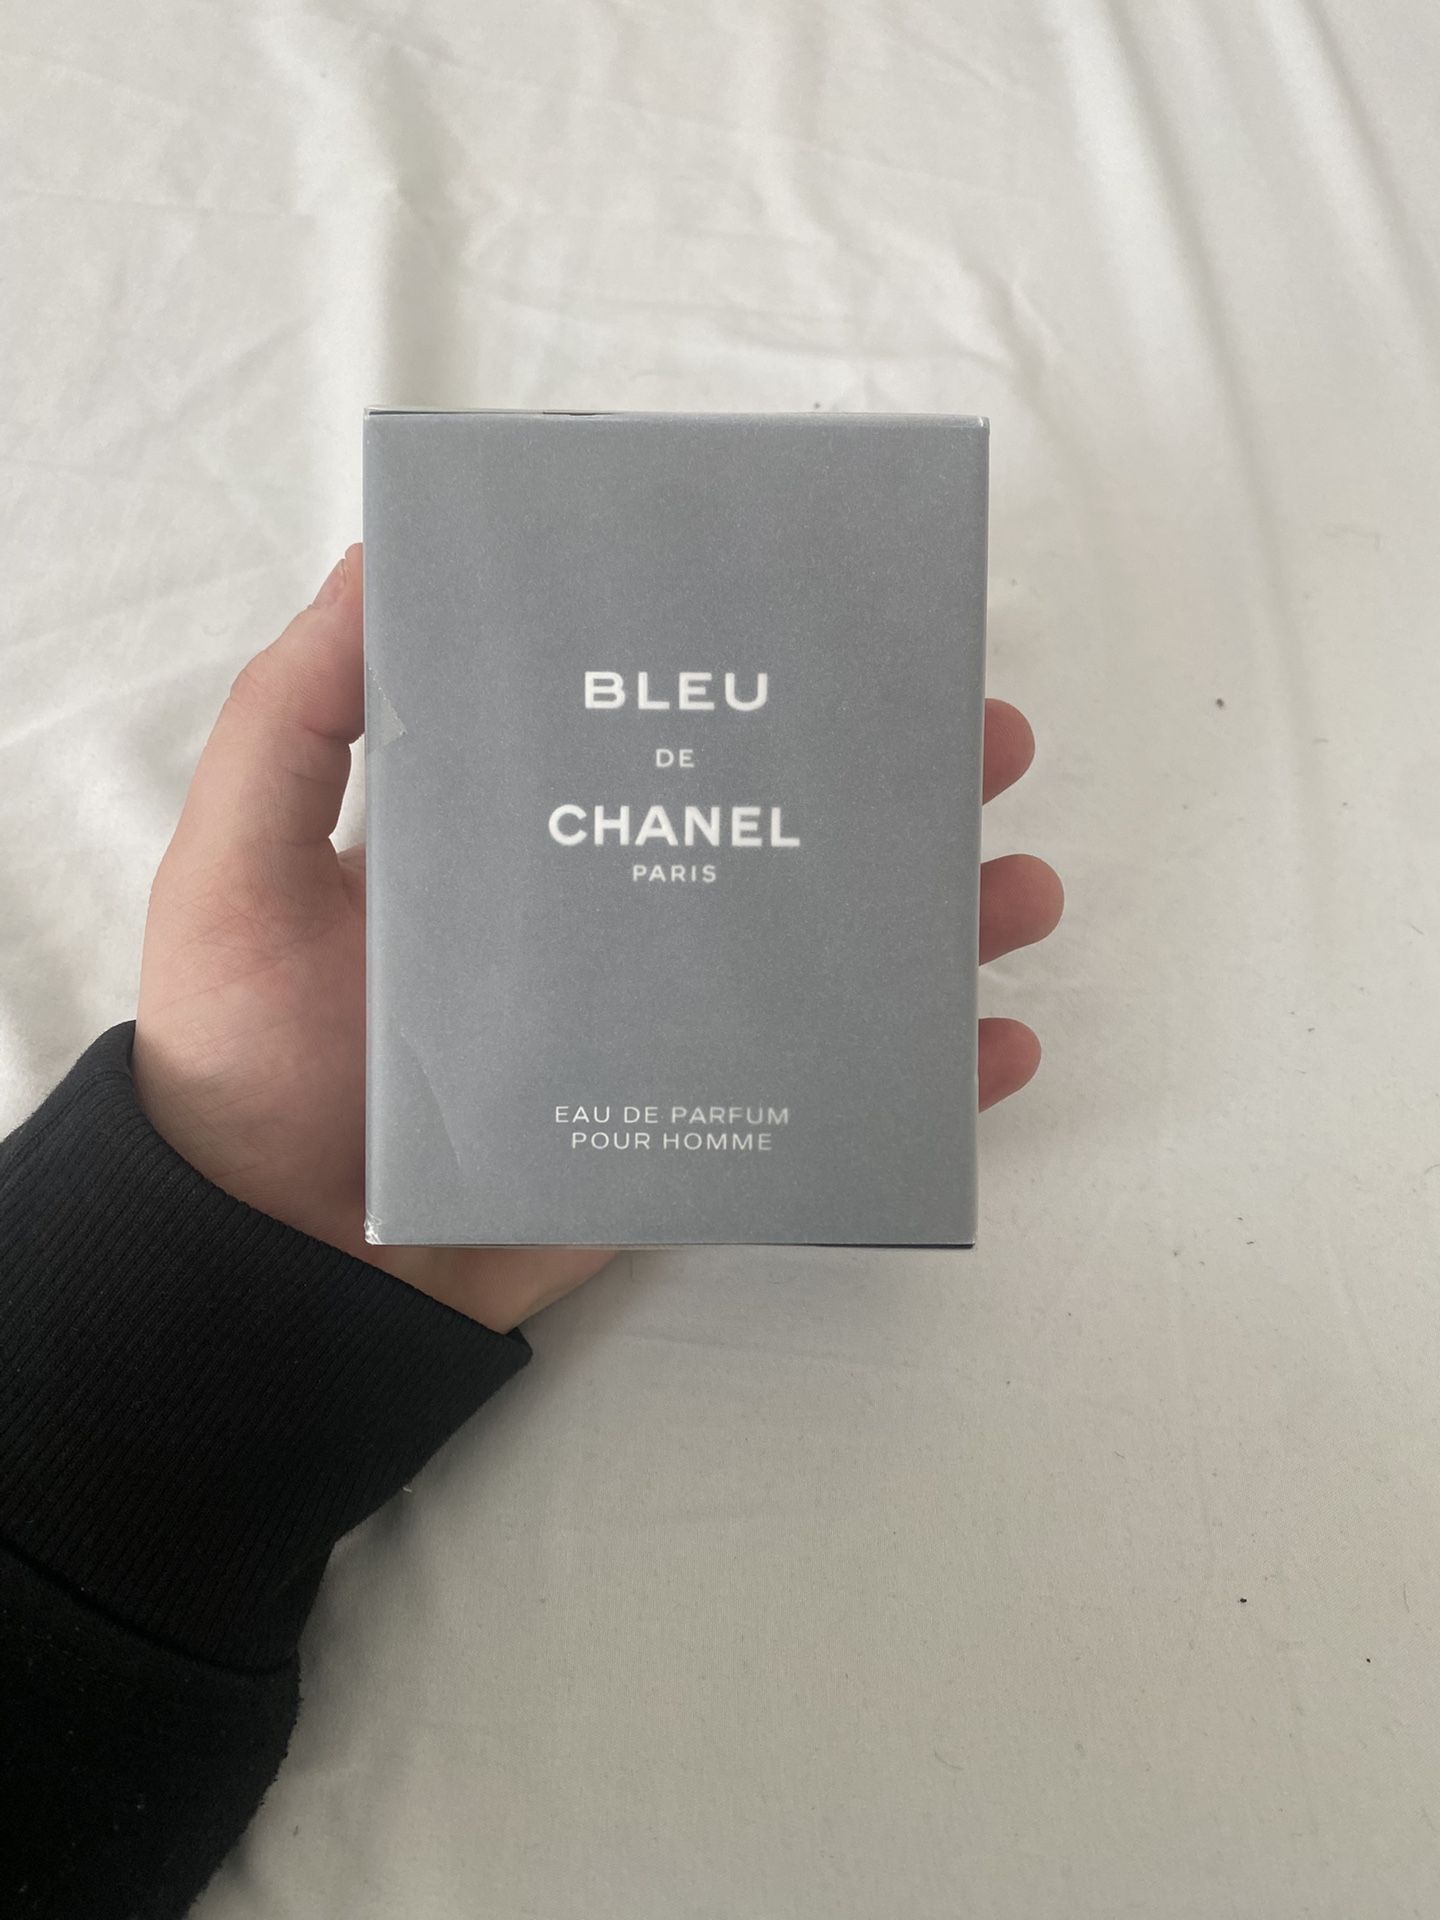 BLEU
DE
CHANEL
PARIS
EAU DE PARFUM
POUR HOMME